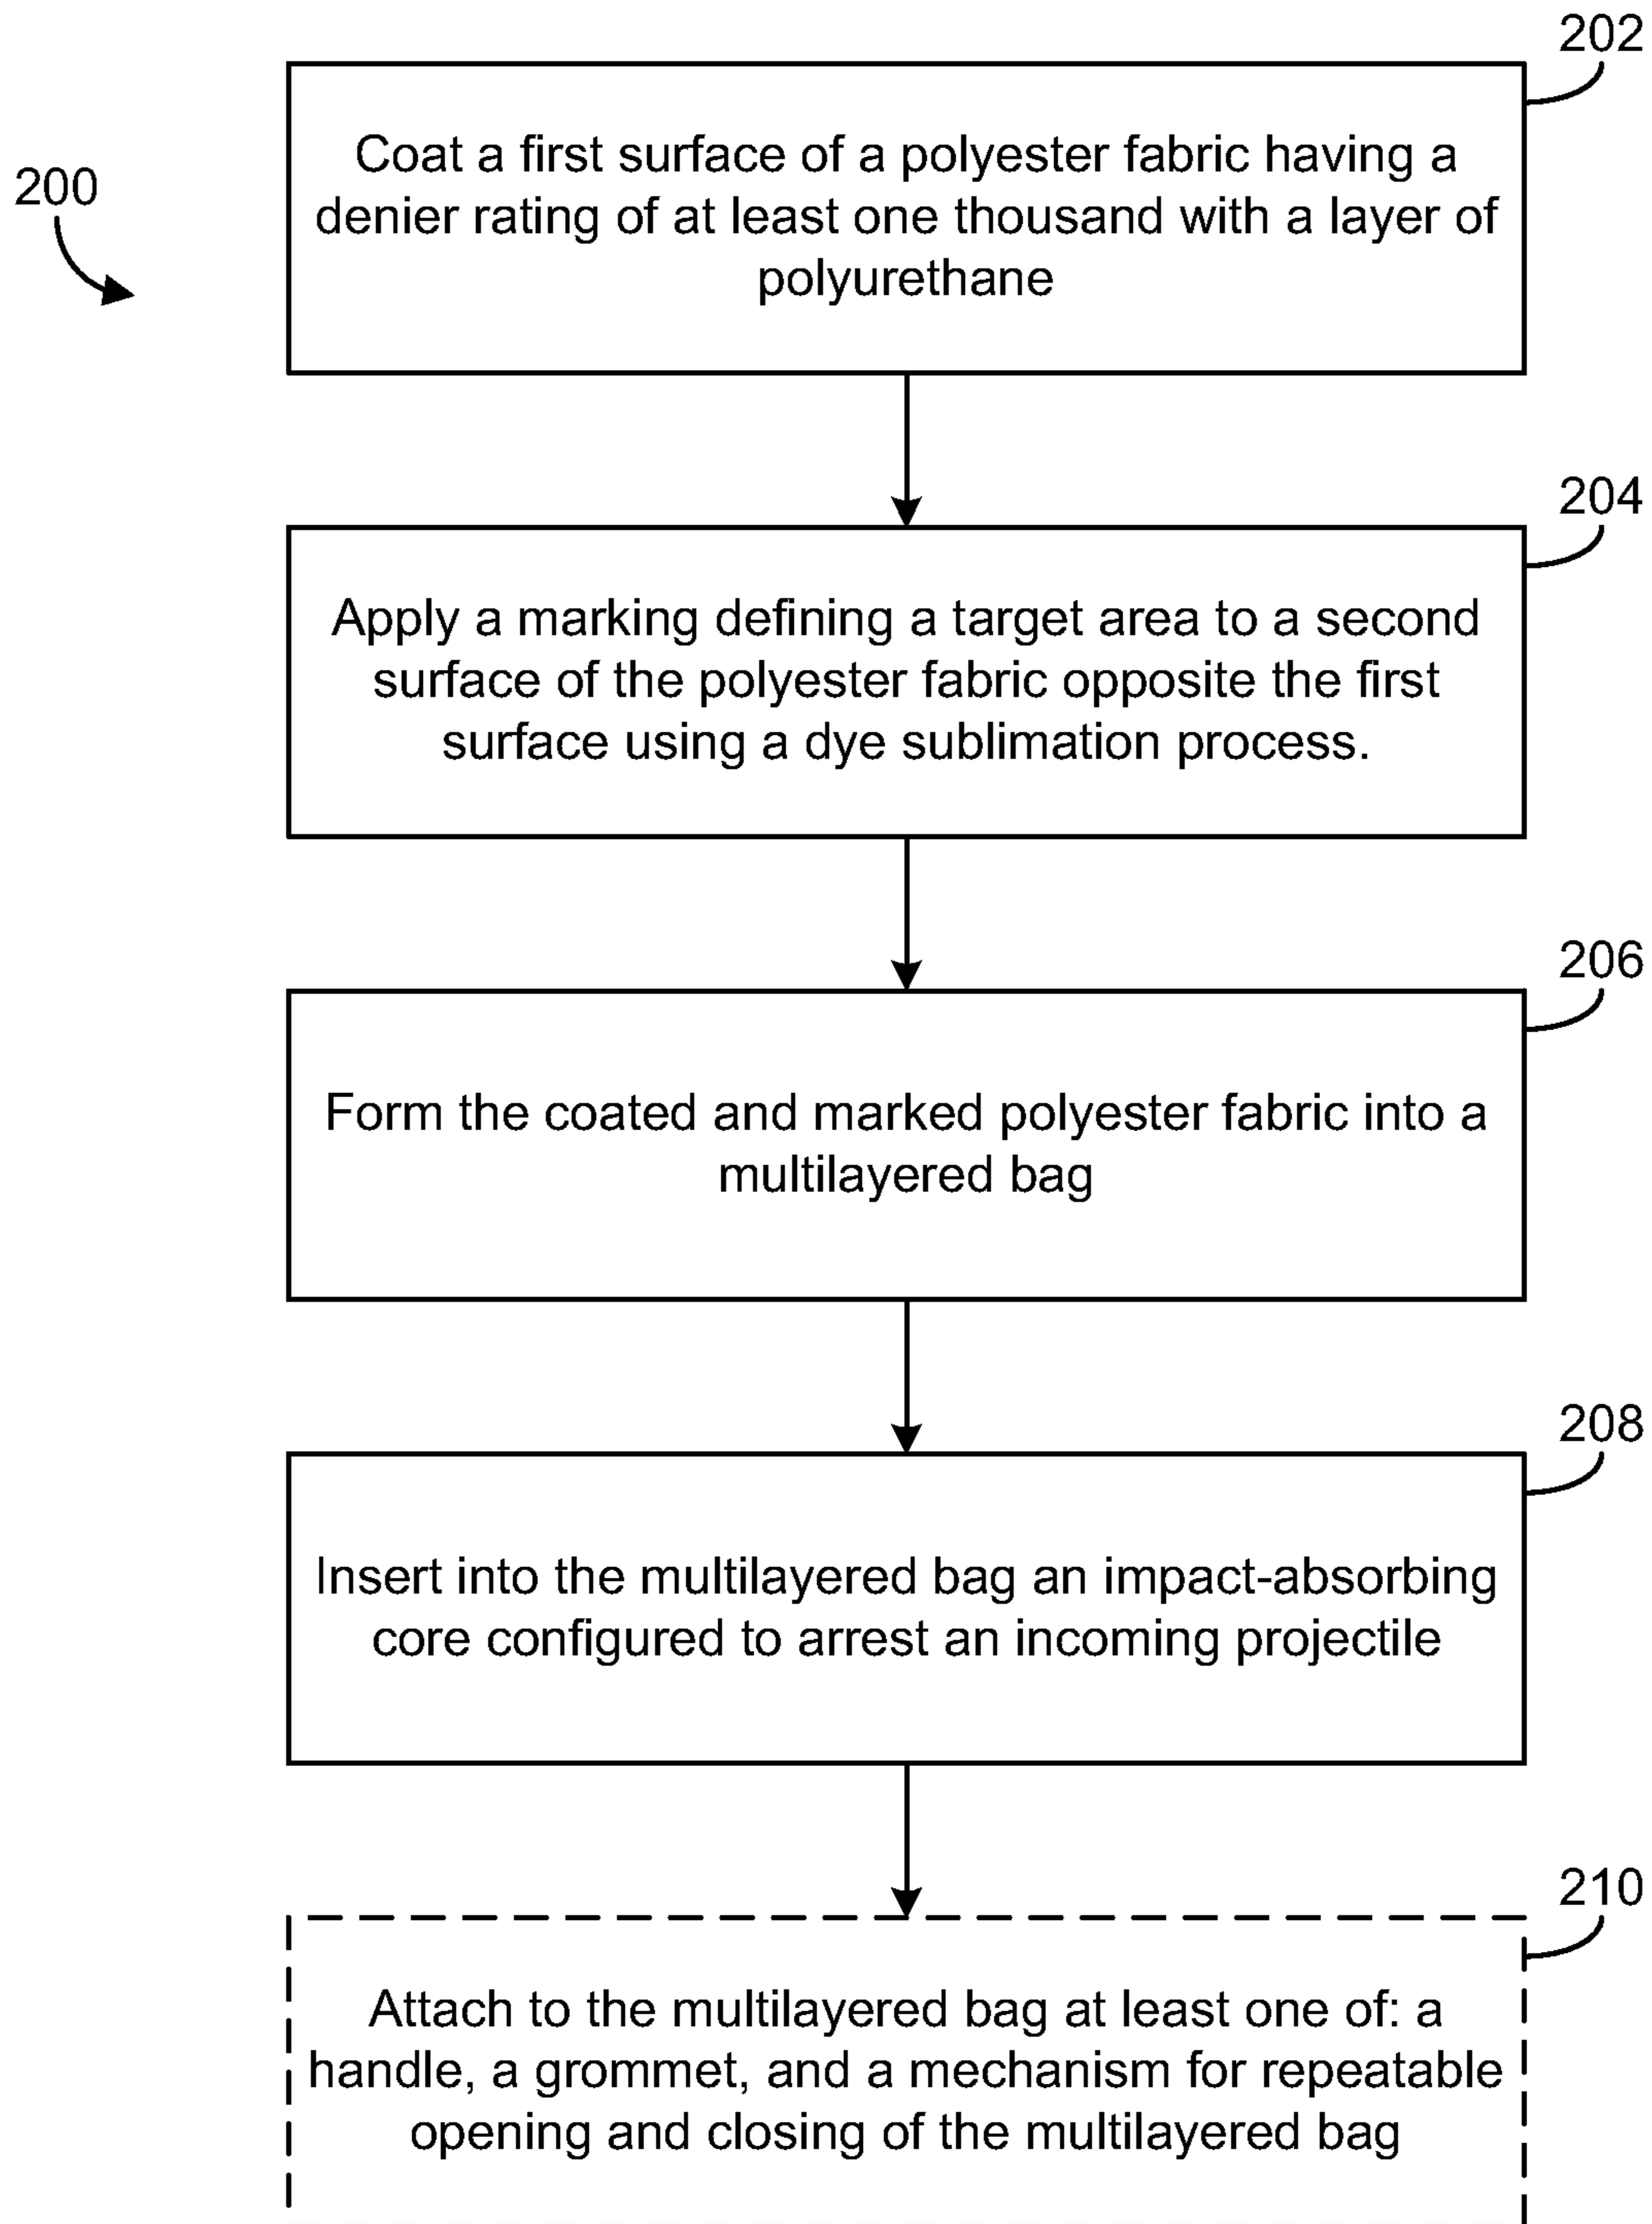 202
Coat a first surface of a polyester fabric having a
denier rating of at least one thousand with a layer of
polyurethane
200
204
Apply a marking defining a target area to a second
surface of the polyester fabric opposite the first
surface using a dye sublimation process.
206
Form the coated and marked polyester fabric into a
multilayered bag
208
Insert into the multilayered bag an impact-absorbing
core configured to arrest an incoming projectile
210
Attach to the multilayered bag at least one of: a
handle, a grommet, and a mechanism for repeatable
opening and closing of the multilayered bag